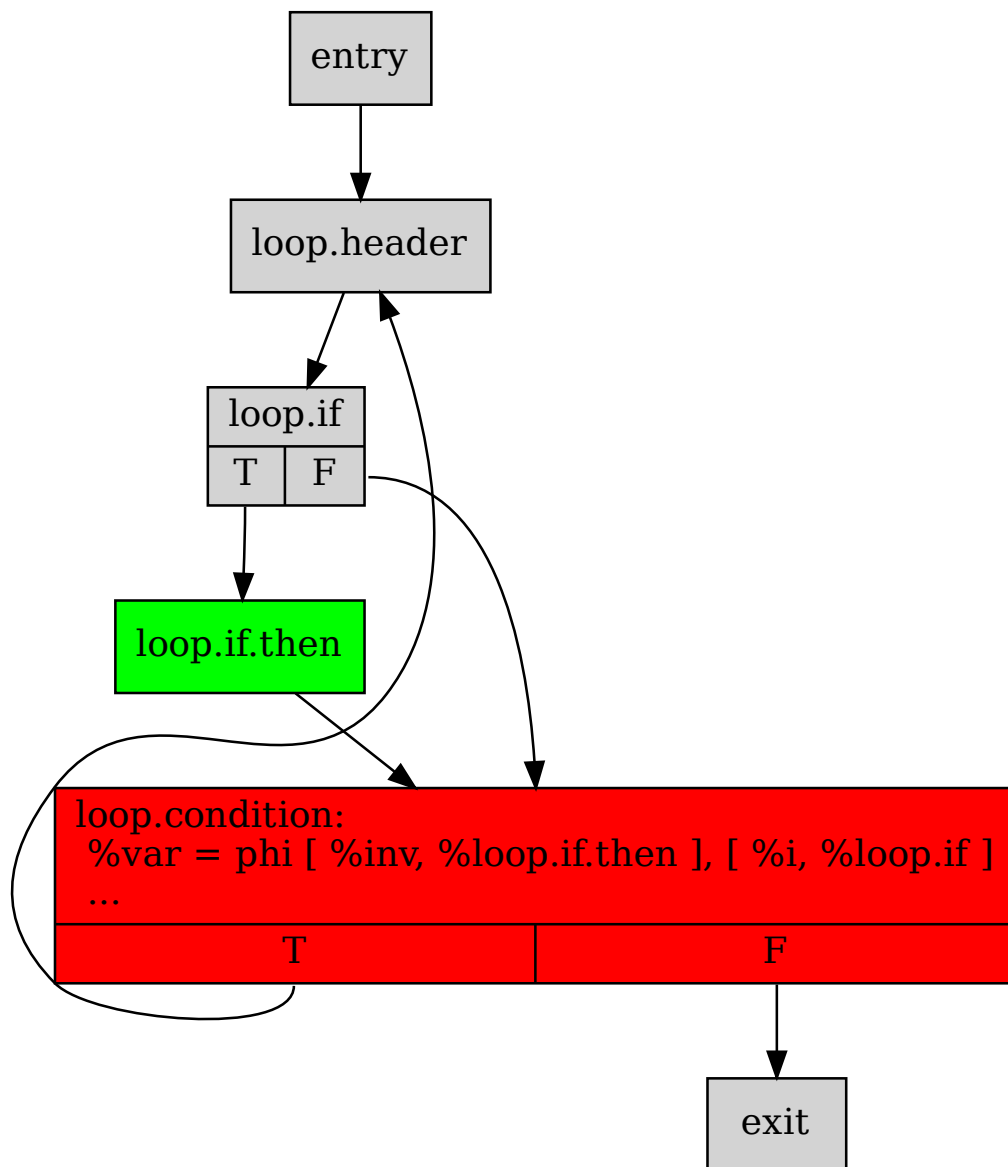 entry
loop.header
loop.if
T
F
loop.if.then
loop.condition:
%var = phi [ %inv, %loop.if.then ], [ %i, %loop.if ]
...
T
F
exit